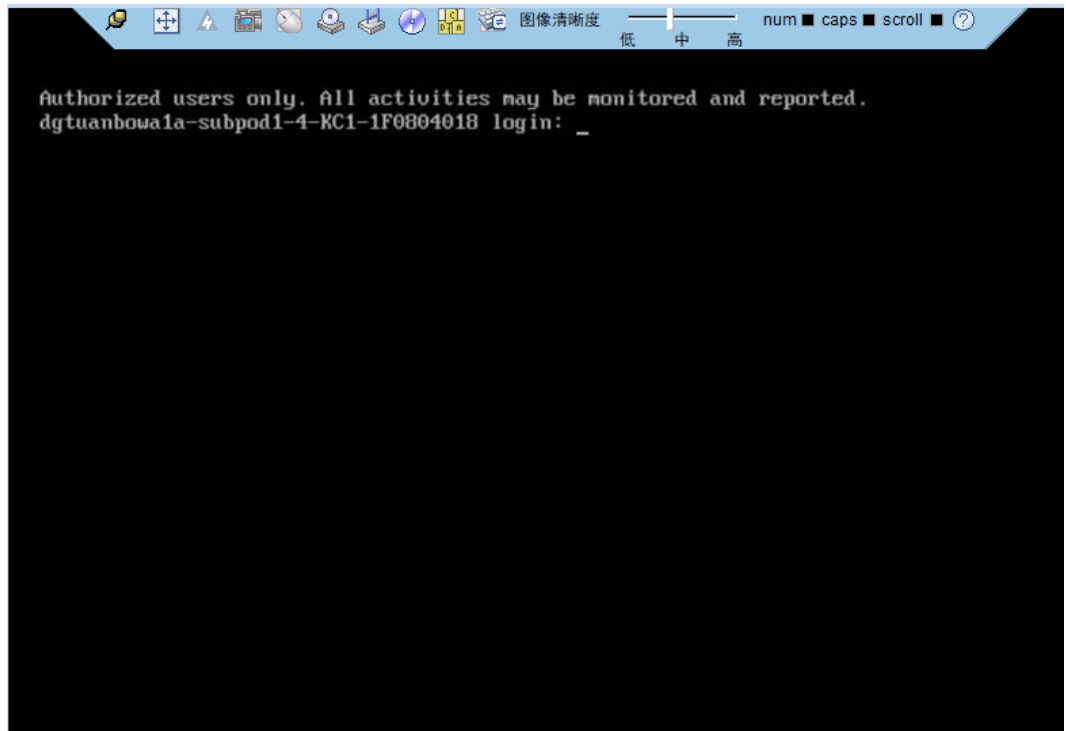 图像清晰度 num caps scroll ?
低 中 高
Authorized users only. All activities may be monitored and reported.
dgtuanbowa1a-subpod1-4-KC1-1F0804018 login: _